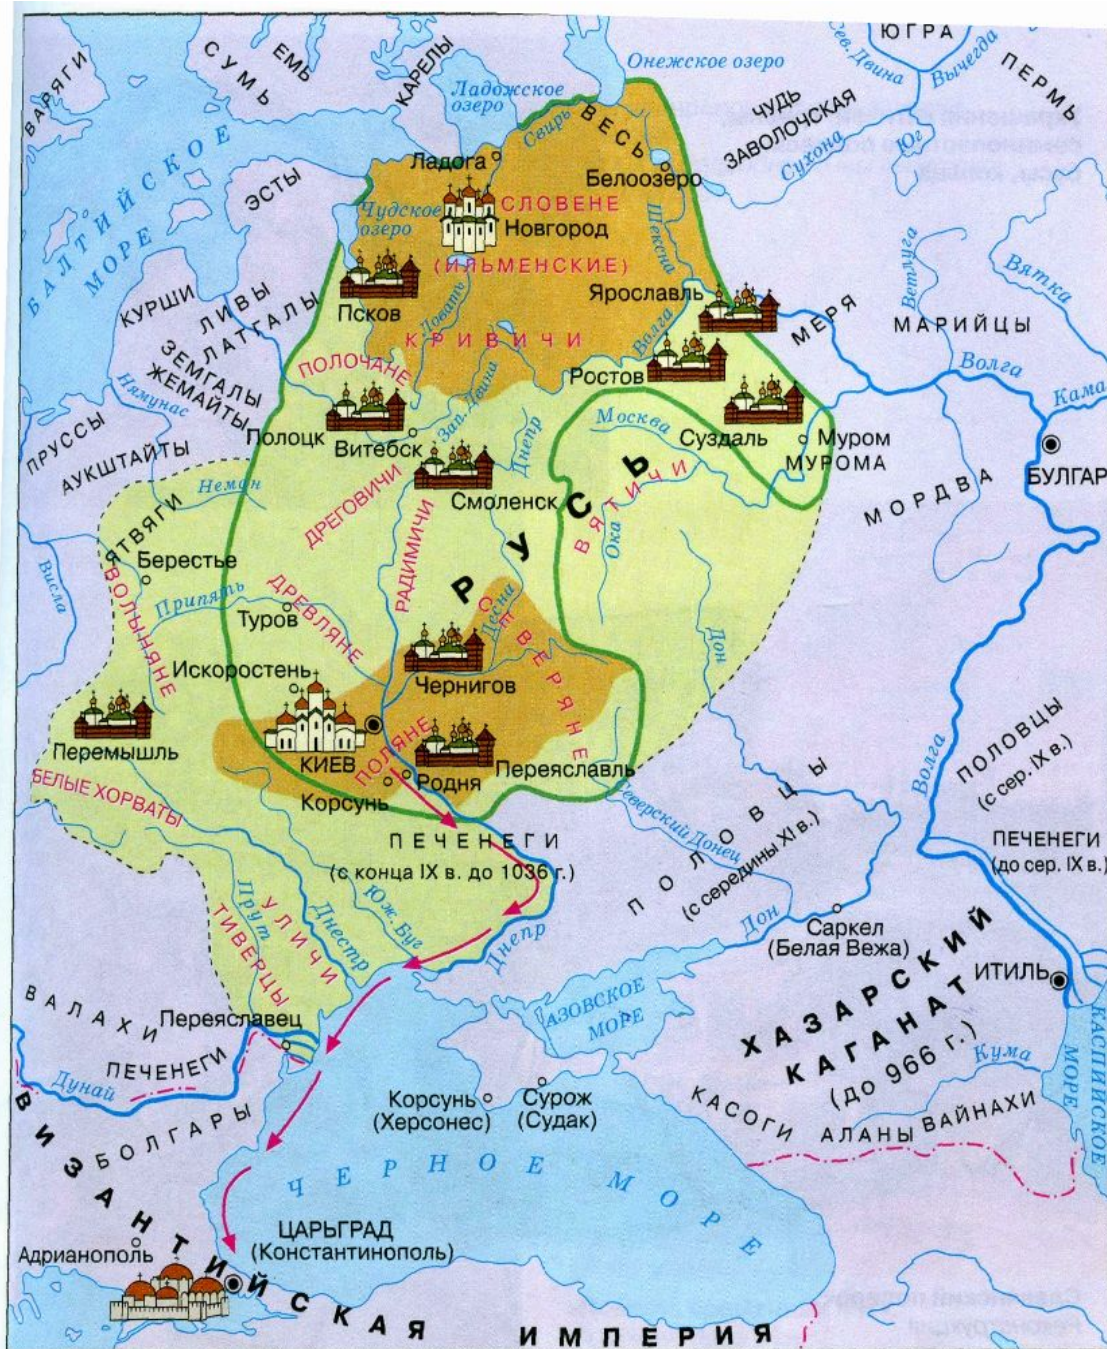 ЮГРА
Сев. Двина
Вычегда
ПЕРМЬ
ВАРЯГИ
СУМЬ
ЕМЬ
КАРЕЛЫ
Онежское озеро
Ладожское
озеро
Свирь
ВЕСЬ
ЧУДЬ
ЗАВОЛОЧСКАЯ
Сухона
Юг
Ладога
Белоозеро
БАЛТИЙСКОЕ
МОРЕ
ЭСТЫ
Чудское
озеро
СЛОВЕНЕ
Новгород
(ИЛЬМЕНСКИЕ)
Шексна
Ветлуга
Вятка
Псков
Ловать
Ярославль
КУРШИ
ЛИВЫ
ЛАТГАЛЫ
ЗЕМГАЛЫ
ЖЕМАЙТЫ
КРИВИЧИ
Волга
МЕРЯ
МАРИЙЦЫ
Волга
Кама
ПОЛОЧАНЕ
Ростов
Нямунас
ПРУССЫ
АУКШТАЙТЫ
Полоцк
Витебск
Зап. Двина
Днепр
Москва
Суздаль
Муром
МУРОМА
БУЛГАР
Неман
ДРЕГОВИЧИ
Смоленск
РУСЬ
ВЯТИЧИ
Ока
МОРДВА
ЯТВЯГИ
Берестье
РАДИМИЧИ
Висла
ВОЛЫНЯНЕ
Припять
Туров
ДРЕВЛЯНЕ
Десна
СЕВЕРЯНЕ
Дон
Искоростень
Чернигов
Перемышль
КИЕВ
ПОЛЯНЕ
Родня
Переяславль
Корсунь
БЕЛЫЕ ХОРВАТЫ
Северский Донец
ПОЛОВЦЫ
(с середины XI в.)
Волга
ПОЛОВЦЫ
(с сер. IX в.)
ПЕЧЕНЕГИ
(до сер. IX в.)
ПЕЧЕНЕГИ
(с конца IX в. до 1036 г.)
Прут
УЛИЧИ
ТИВЕРЦЫ
Днестр
Юж. Буг
Днепр
Дон
Саркел
(Белая Вежа)
ИТИЛЬ
ХАЗАРСКИЙ
КАГАНАТ
(до 966 г.)
АЗОВСКОЕ
МОРЕ
ВАЛАХИ
Переяславец
ПЕЧЕНЕГИ
Дунай
БОЛГАРЫ
Корсунь
(Херсонес)
Сурож
(Судак)
КАСОГИ
АЛАНЫ
ВАЙНАХИ
Кума
КАСПИЙСКОЕ
МОРЕ
ЧЕРНОЕ МОРЕ
ЦАРЬГРАД
(Константинополь)
Адрианополь
ВИЗАНТИЙСКАЯ ИМПЕРИЯ